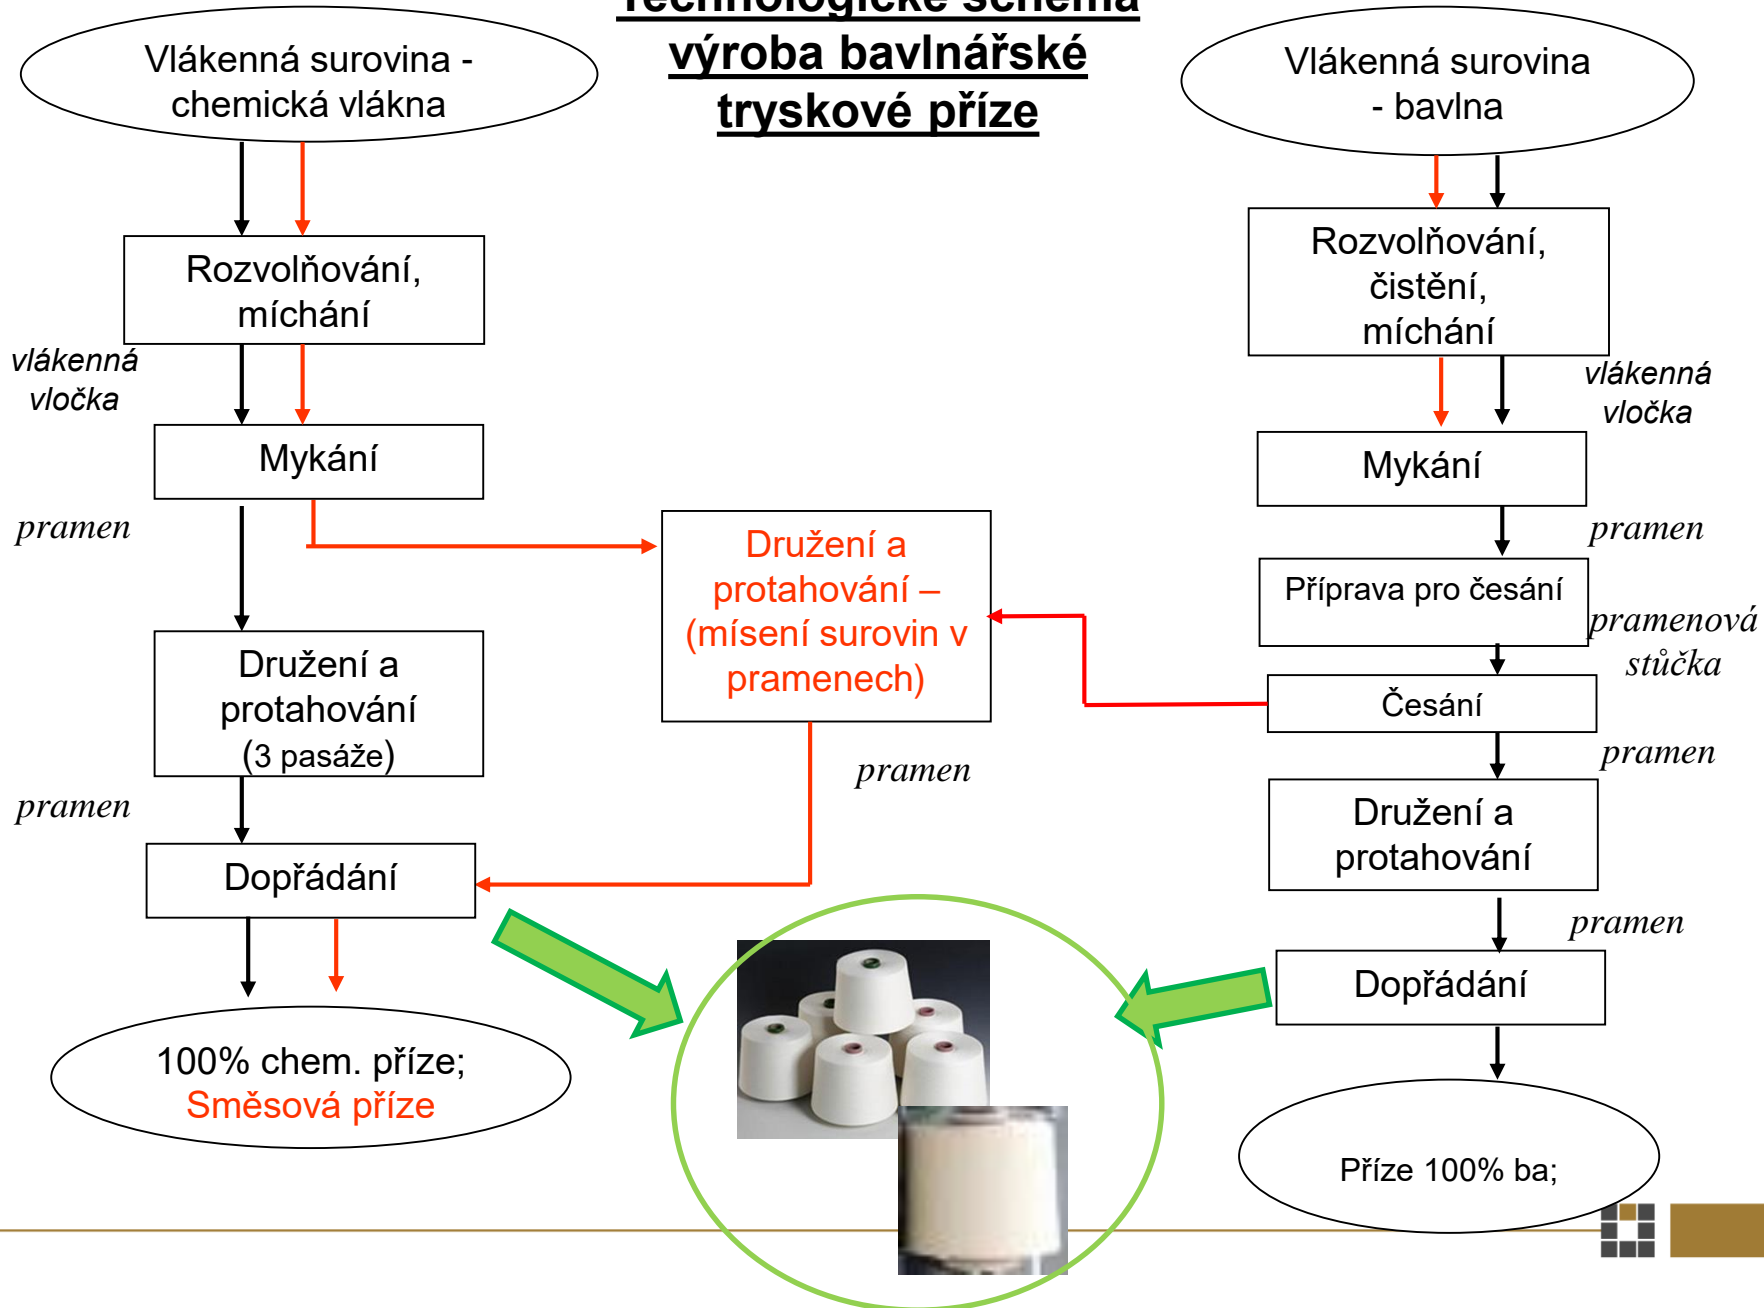 Technologické schéma
výroba bavlnářské
tryskové příze
Vlákenná surovina -
chemická vlákna
Rozvolňování,
míchání
vlákenná
vločka
Mykání
pramen
Družení a
protahování
(3 pasáže)
pramen
Dopřádání
100% chem. příze;
Směsová příze
Družení a
protahování –
(mísení surovin v
pramenech)
pramen
Vlákenná surovina
- bavlna
Rozvolňování,
čistění,
míchání
vlákenná
vločka
Mykání
pramen
Příprava pro česání
pramenová
stůčka
Česání
pramen
Družení a
protahování
pramen
Dopřádání
Příze 100% ba;